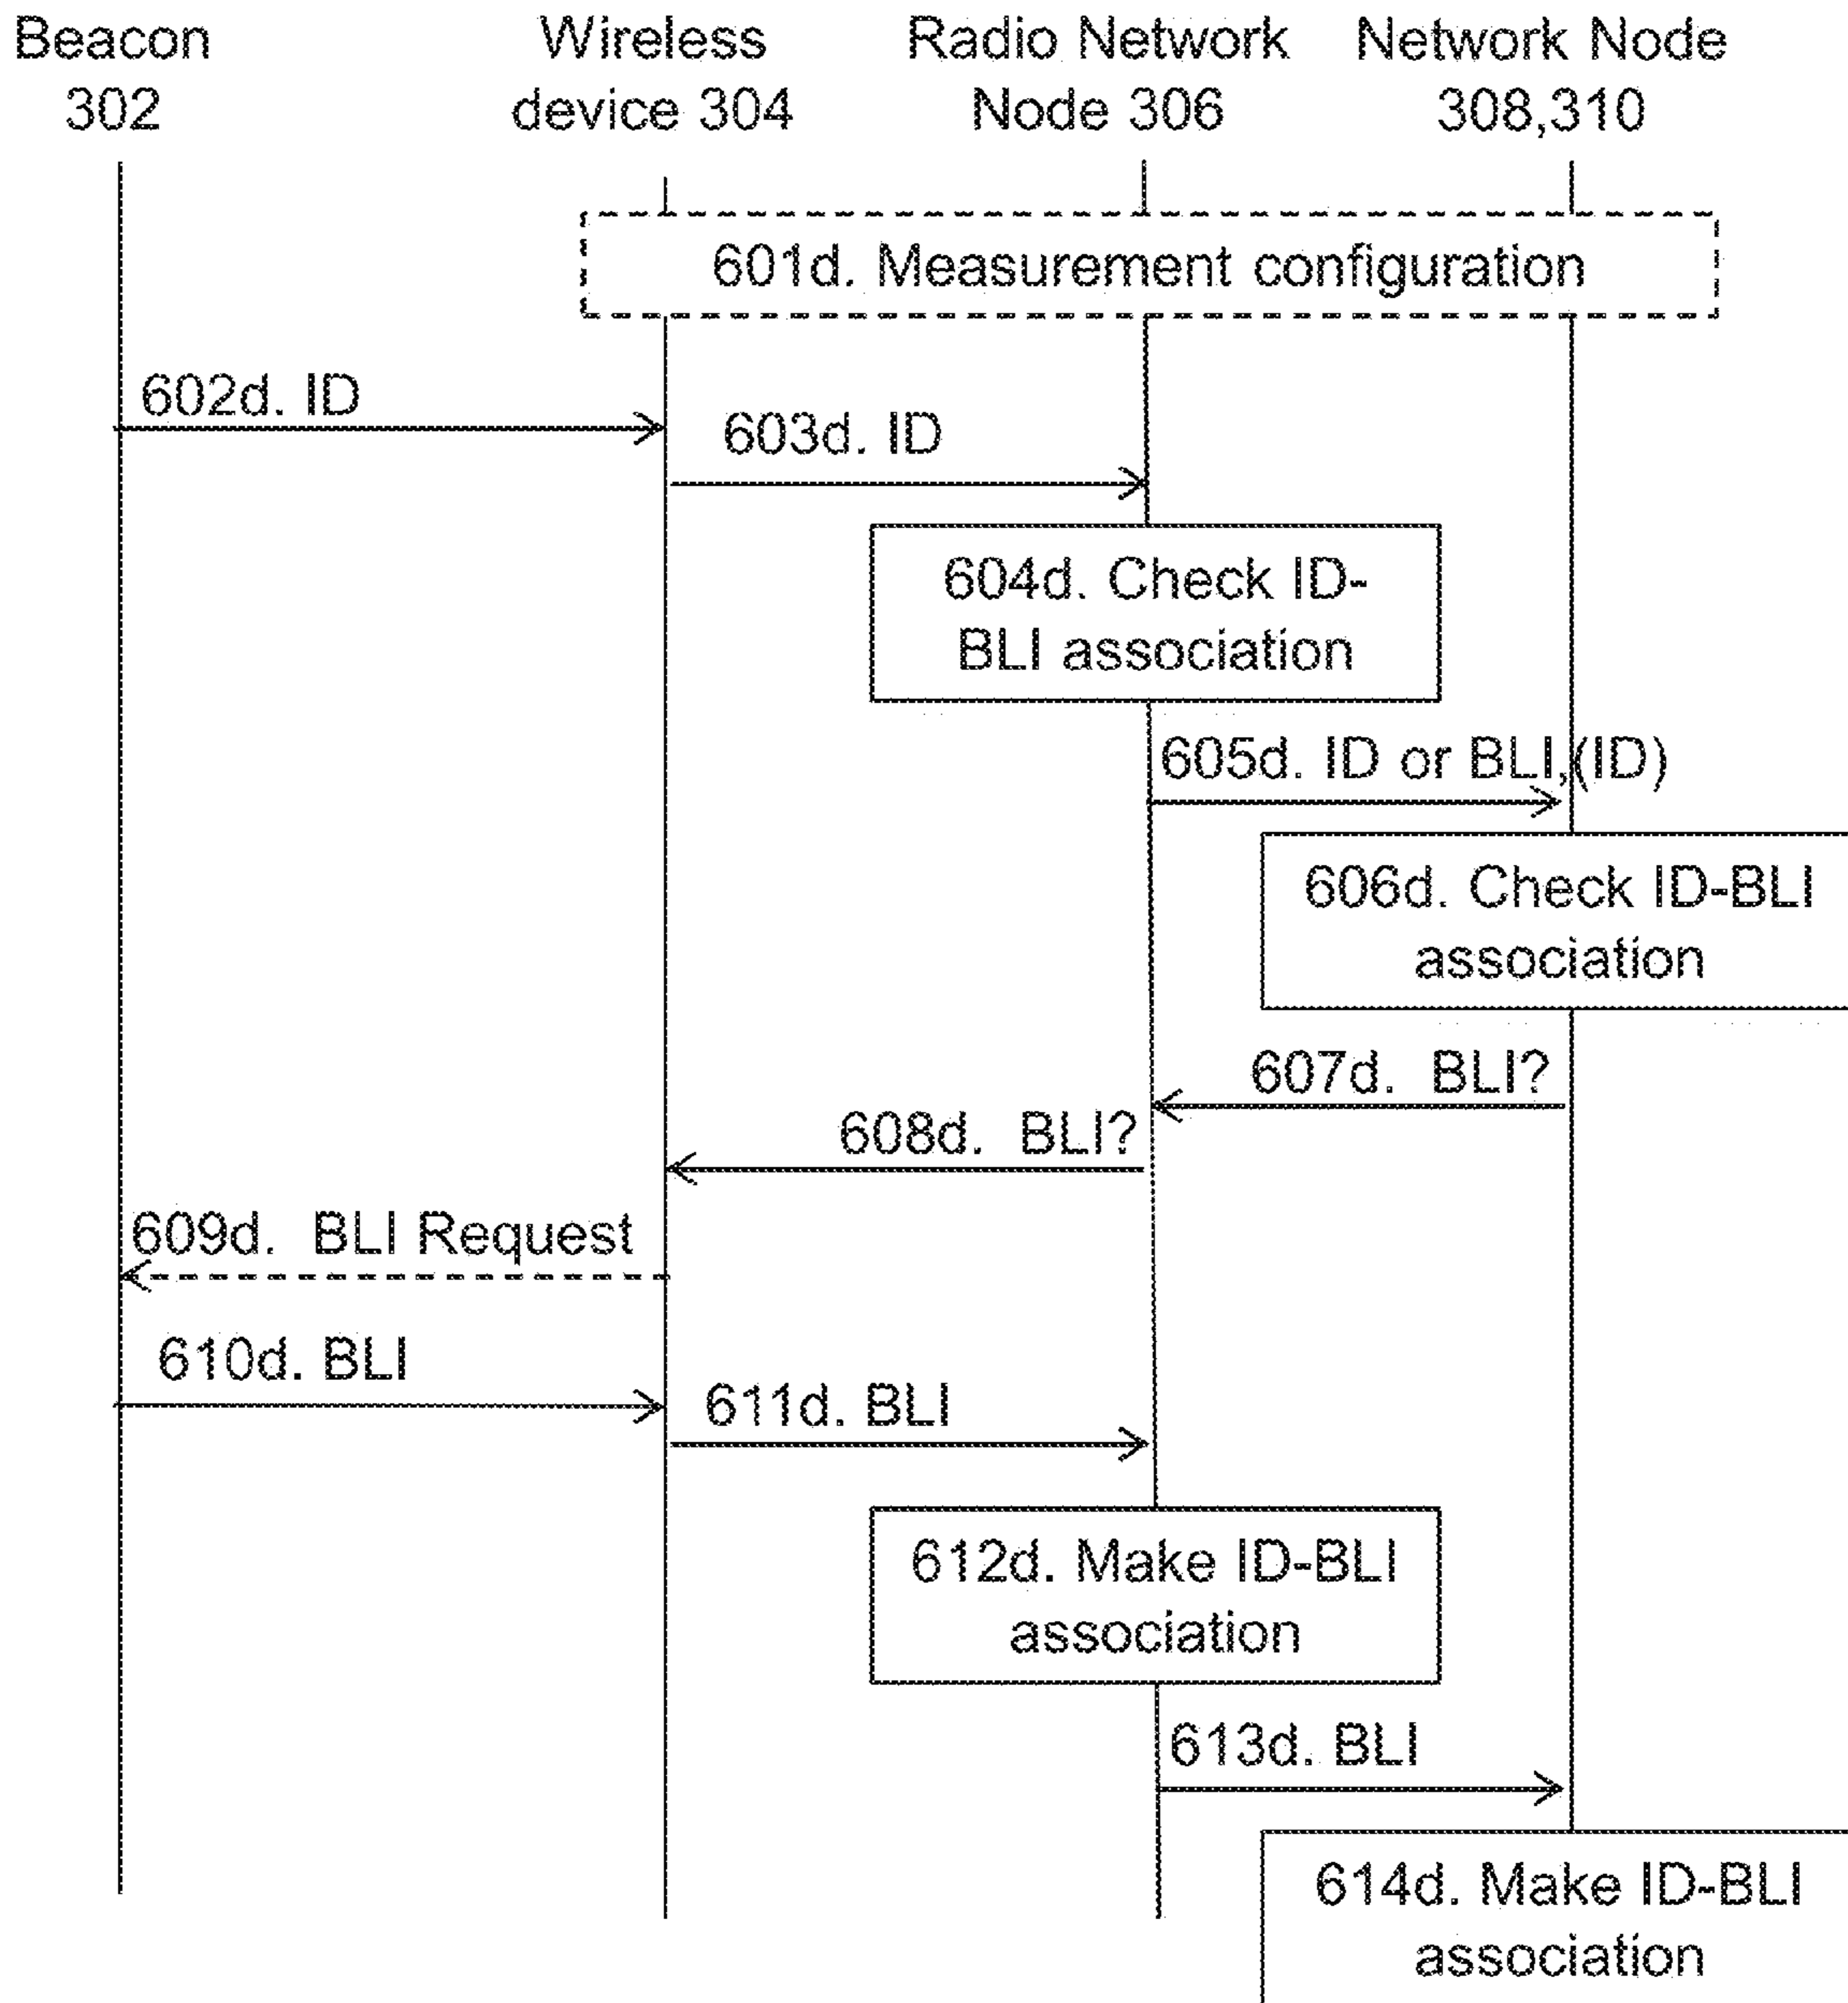 Beacon
302
Wireless
device 304
Radio Network
Node 306
Network Node
308,310
601d. Measurement configuration
602d. ID
603d. ID
604d. Check ID-
BLI association
605d. ID or BLI,(ID)
606d. Check ID-BLI
association
607d. BLI?
608d. BLI?
609d. BLI Request
610d. BLI
611d. BLI
612d. Make ID-BLI
association
613d. BLI
614d. Make ID-BLI
association